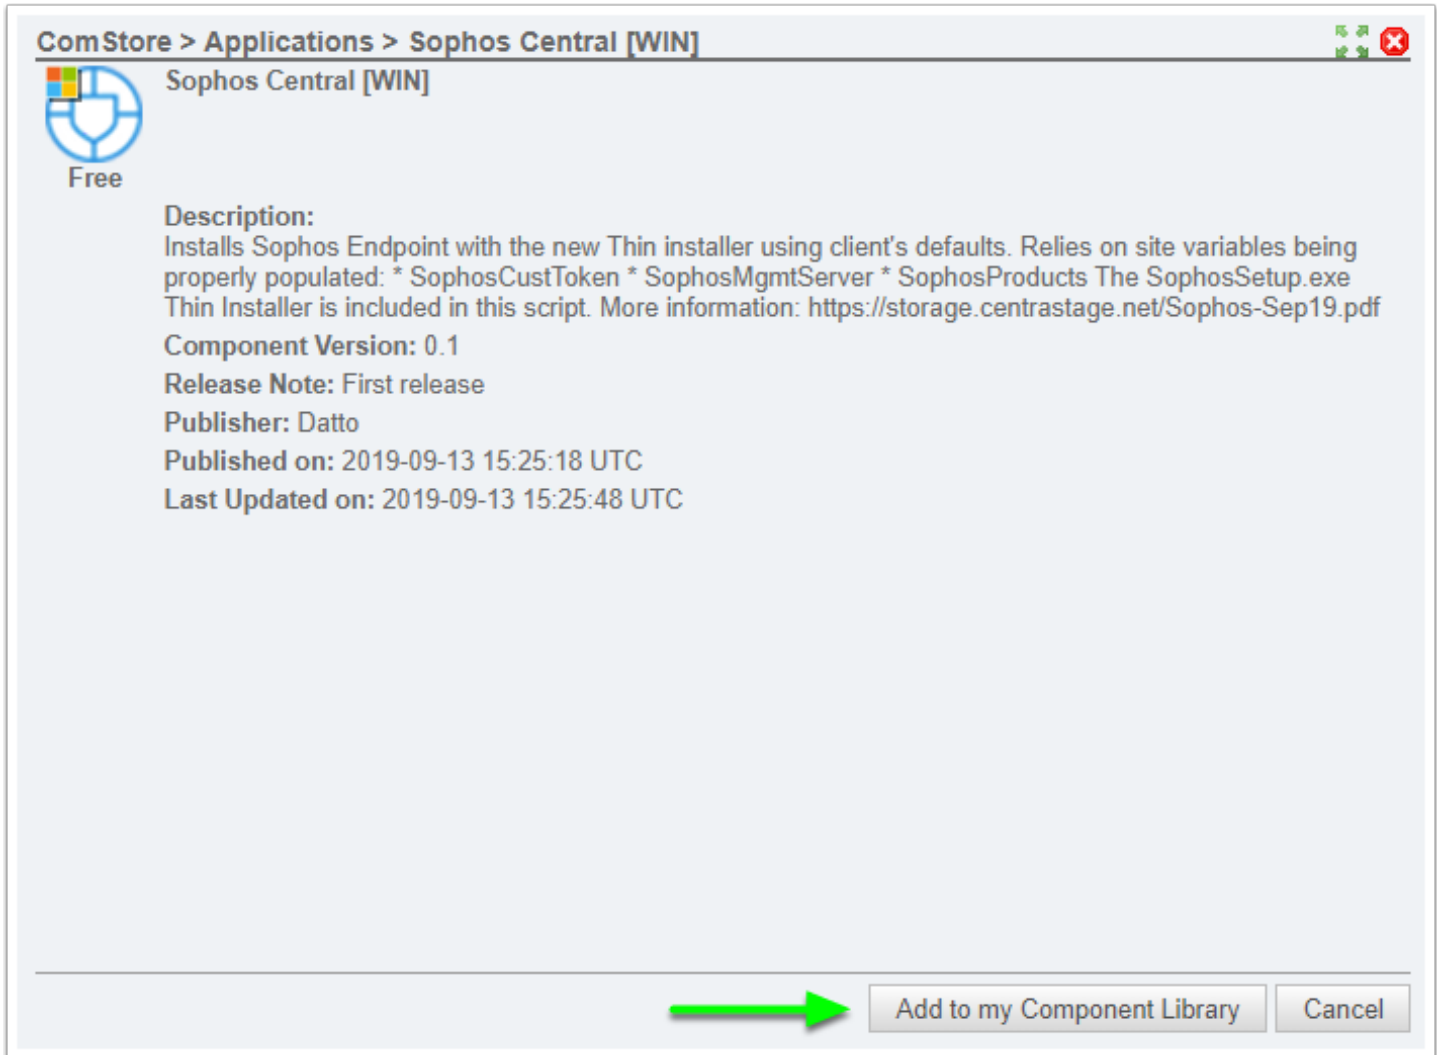 ComStore > Applications > Sophos Central [WIN]
Sophos Central [WIN]
Free
Description:
Installs Sophos Endpoint with the new Thin installer using client's defaults. Relies on site variables being
properly populated: * SophosCustToken * SophosMgmtServer * SophosProducts The SophosSetup.exe
Thin Installer is included in this script. More information: https://storage.centrastage.net/Sophos-Sep19.pdf
Component Version: 0.1
Release Note: First release
Publisher: Datto
Published on: 2019-09-13 15:25:18 UTC
Last Updated on: 2019-09-13 15:25:48 UTC
Add to my Component Library
Cancel